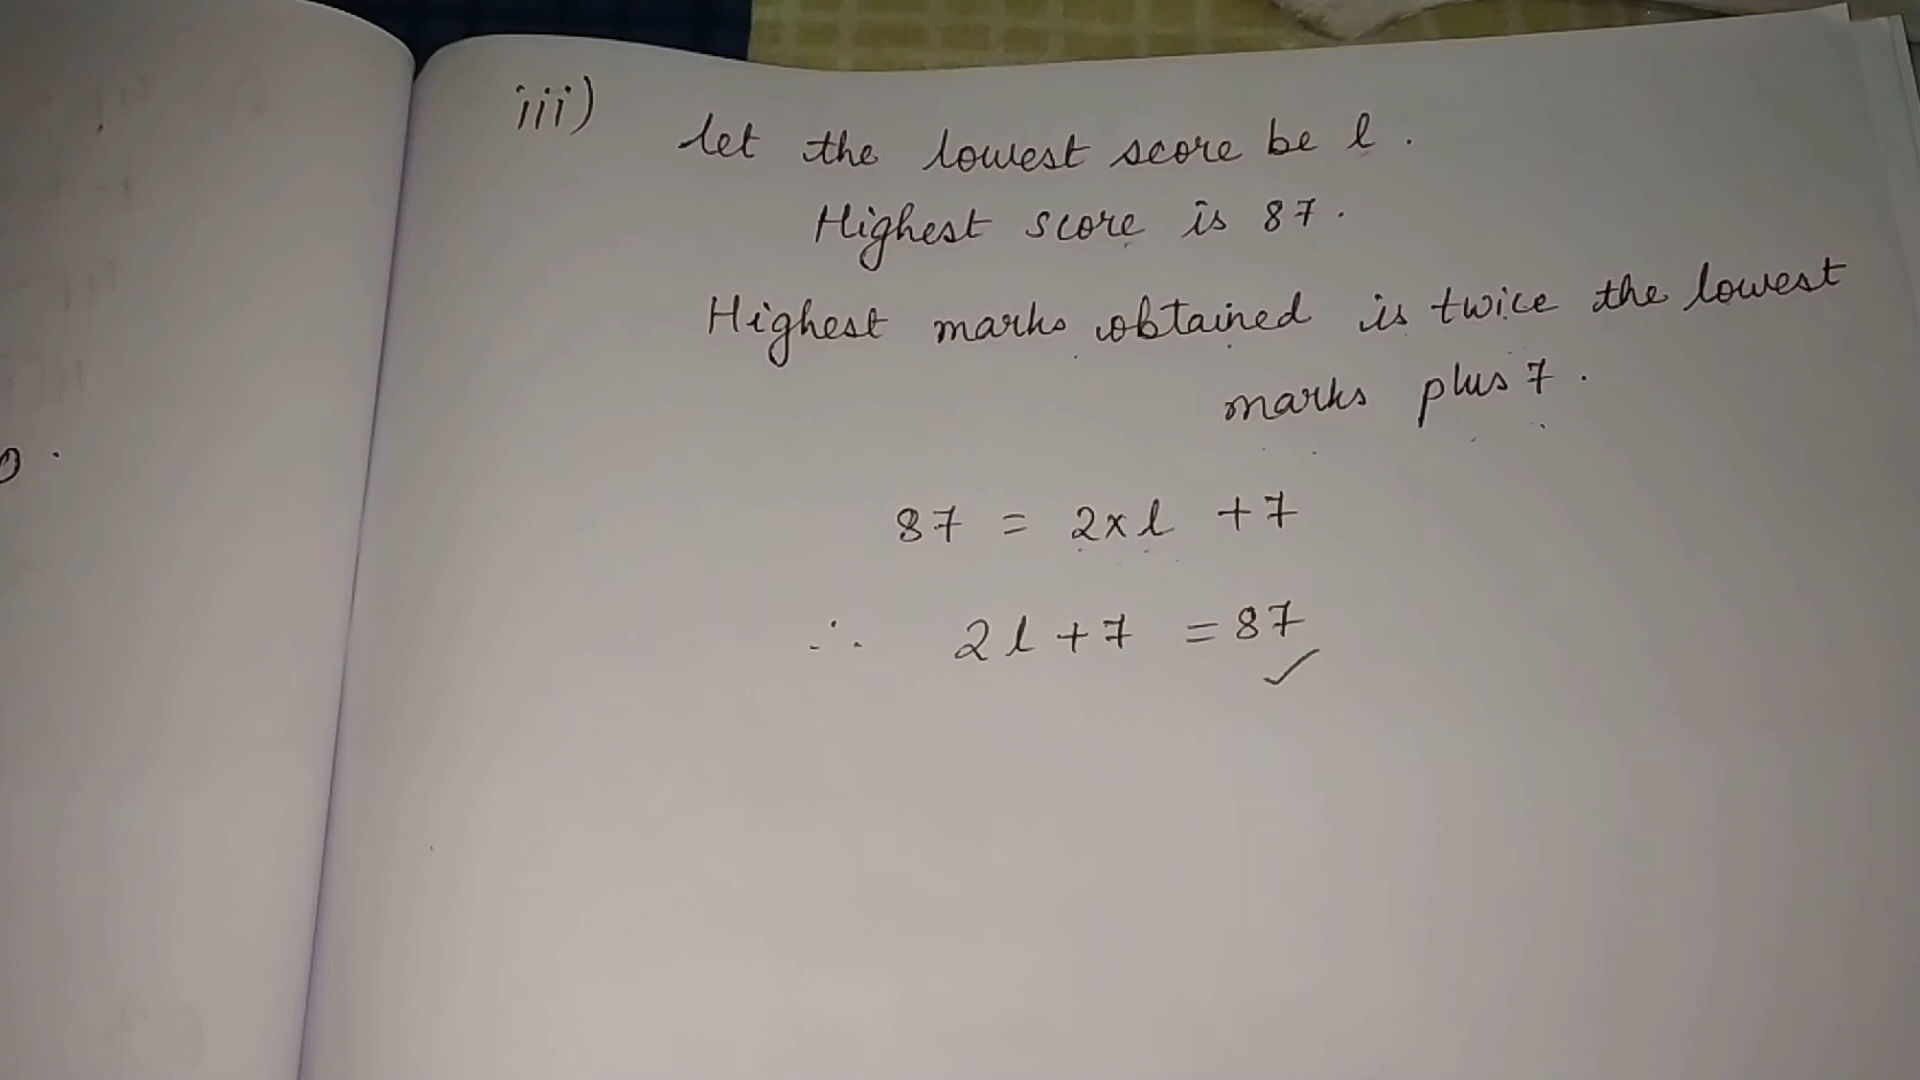 iii)
let the lowest score be l.
Highest score is 87.
Highest marks obtained is twice the lowest
marks plus 7.
87 = 2×l +7
∴ 2l+7 = 87 ✓